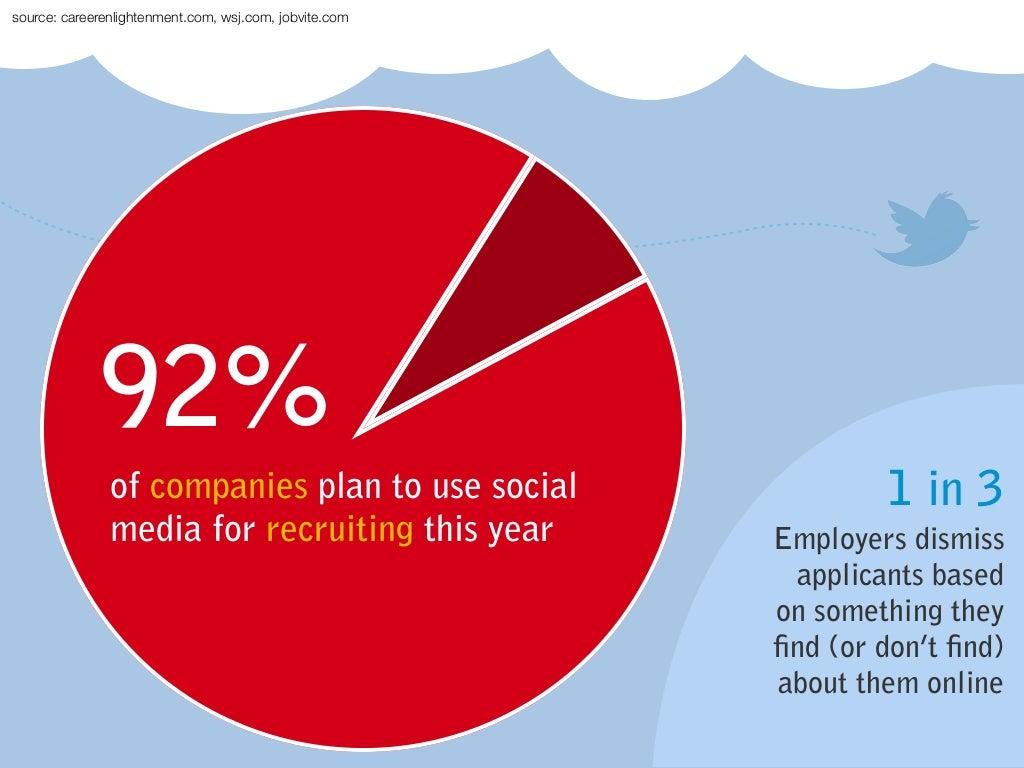 source: careerenlightenment.com, wsj.com, jobvite.com
92%
of companies plan to use social
media for recruiting this year
1 in 3
Employers dismiss
applicants based
on something they
find (or don't find)
about them online